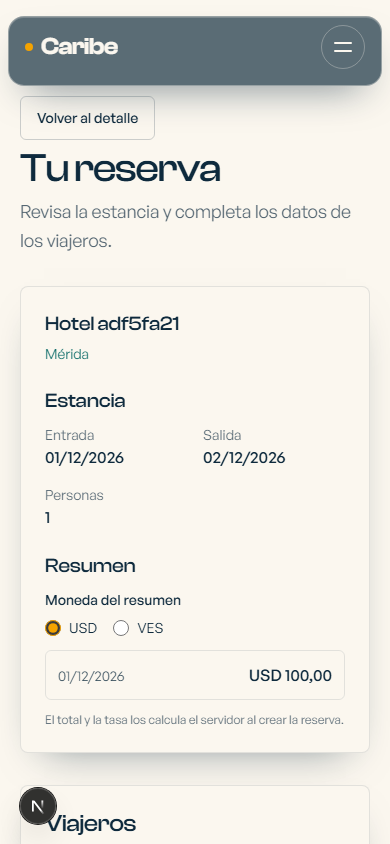 Caribe
Volver al detalle
Tu reserva
Revisa la estancia y completa los datos de
los viajeros.
Hotel adf5fa21
Mérida
Estancia
Entrada
Salida
01/12/2026
02/12/2026
Personas
1
Resumen
Moneda del resumen
USD
VES
01/12/2026
USD 100,00
El total y la tasa los calcula el servidor al crear la reserva.
N
Viajeros